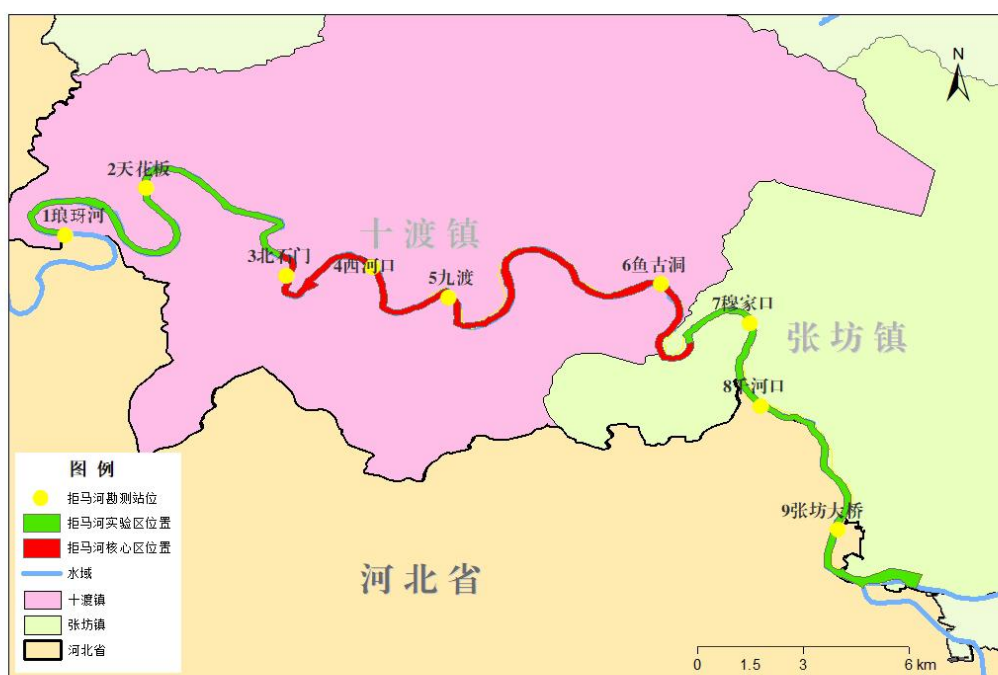 N
2天花板
1琅玡河
十渡镇
3北石门
4西河口
5九渡
6鱼古洞
7穆家口
张坊镇
8千河口
9张坊大桥
河北省
图 例
拒马河勘测站位
拒马河实验区位置
拒马河核心区位置
水域
十渡镇
张坊镇
河北省
0 1.5 3 6 km